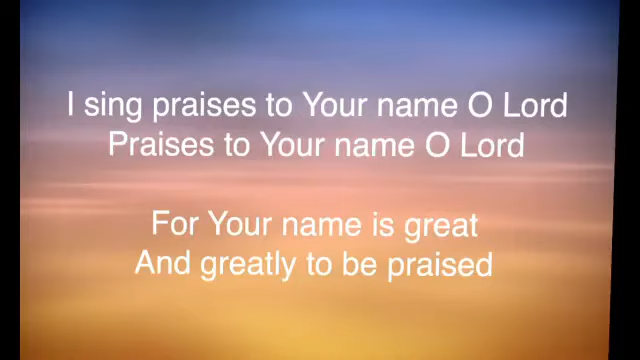 I sing praises to Your name O Lord
Praises to Your name O Lord
For Your name is great
And greatly to be praised